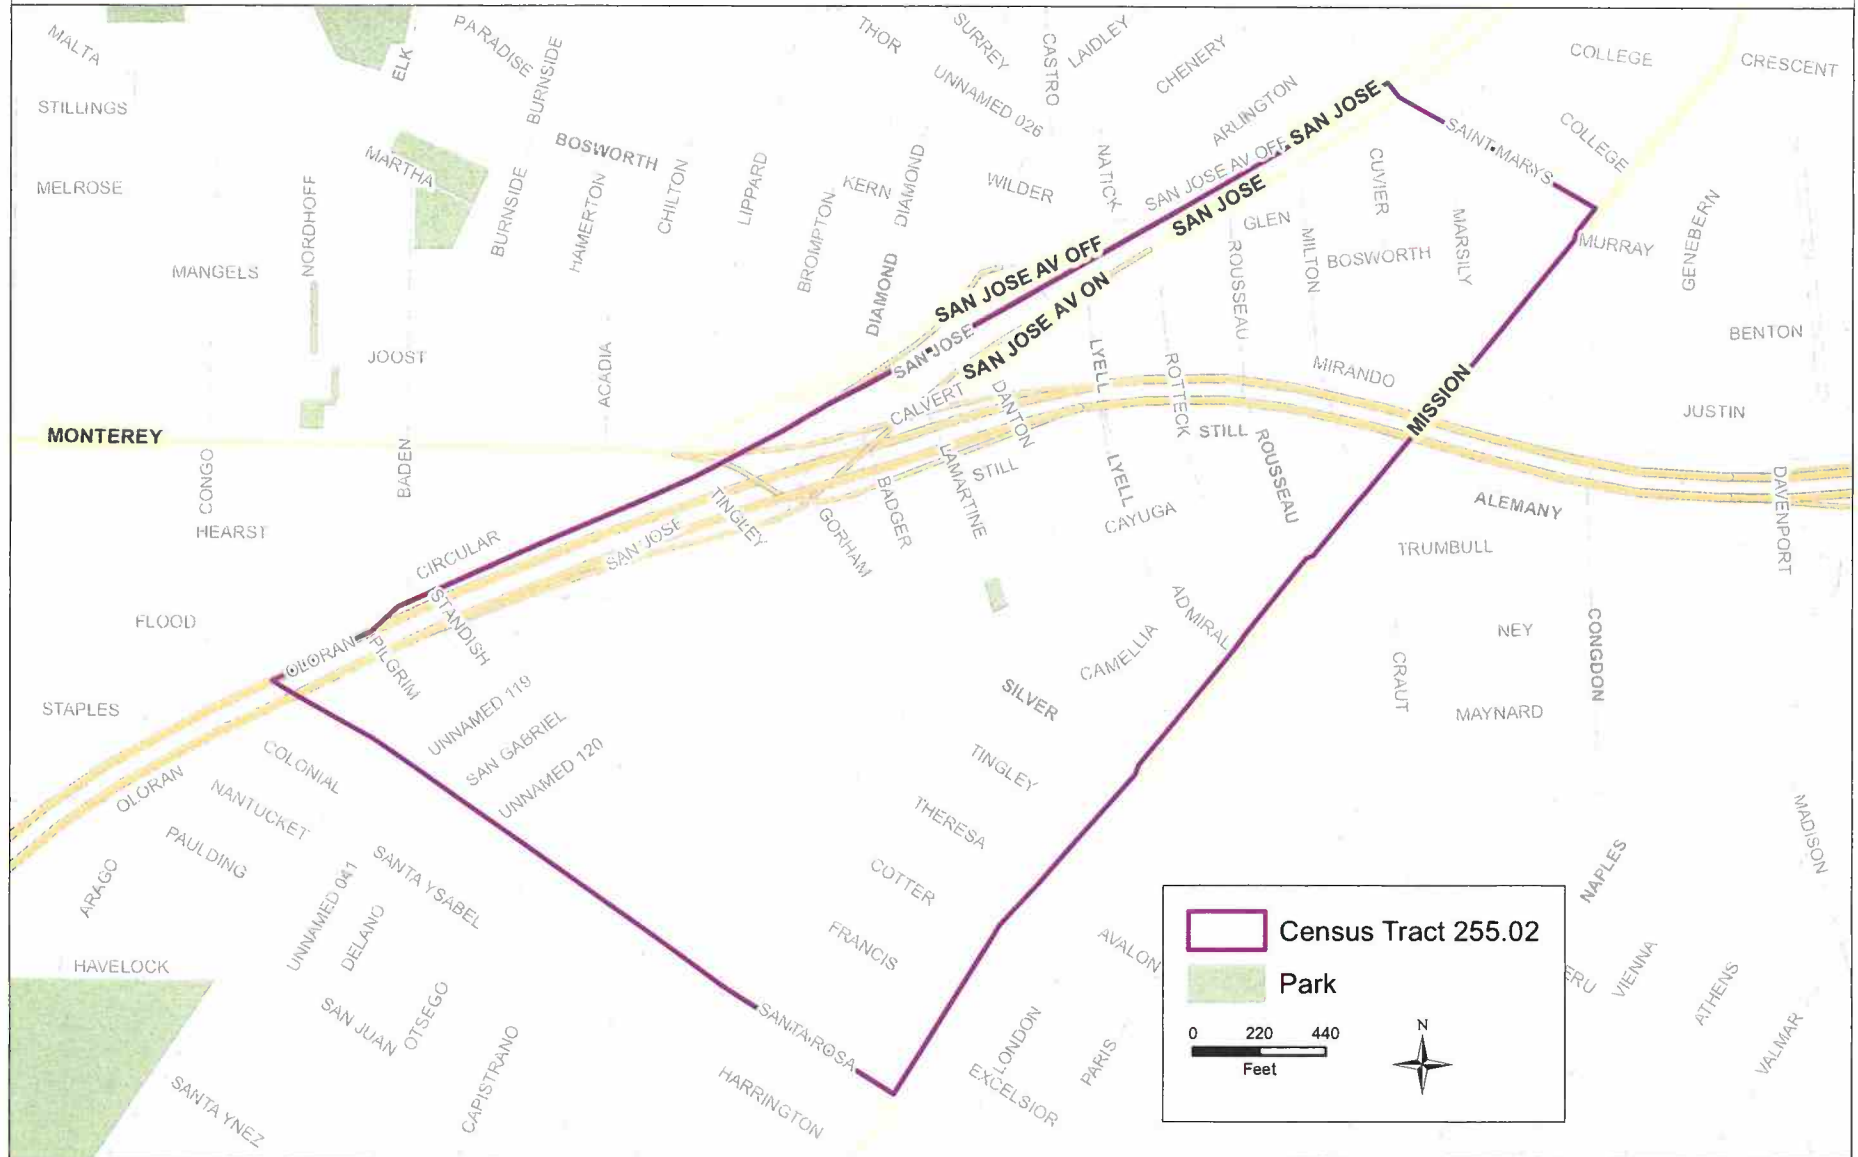 MALTA
ELK
PARADISE
BURNSIDE
THOR
SURREY
CASTRO
LAIDLEY
CHENERY
COLLEGE
CRESCENT
STILLINGS
UNNAMED 026
ARLINGTON
SAN JOSE
SAINT MARYS
COLLEGE
MARTHA
BOSWORTH
MELROSE
NORDHOFF
BURNSIDE
HAMERTON
CHILTON
LIPPARD
BROMPTON
KERN
DIAMOND
WILDER
NATICK
SAN JOSE AV OFF
SAN JOSE
CUVIER
GLEN
MARSILY
MURRAY
GENEBERN
MANGELS
DIAMOND
SAN JOSE AV OFF
ROUSSEAU
MILTON
BOSWORTH
JOOST
ACADIA
SAN JOSE
SAN JOSE AV ON
LYELL
ROTTECK
MIRANDO
BENTON
CALVERT
DANTON
MISSION
JUSTIN
MONTEREY
CONGO
BADEN
STILL
ROUSSEAU
LAMARTINE
STILL
LYELL
DAVENPORT
HEARST
TINGLEY
SAN JOSE
GORHAM
BADGER
CAYUGA
ALEMANY
CIRCULAR
TRUMBULL
FLOOD
STANDISH
OLORAN
PILGRIM
ADMIRAL
CAMELLIA
NEY
CONGDON
CRAUT
STAPLES
UNNAMED 119
SILVER
MAYNARD
COLONIAL
SAN GABRIEL
UNNAMED 120
TINGLEY
OLORAN
NANTUCKET
THERESA
MADISON
PAULDING
ARAGO
UNNAMED 041
SANTA YSABEL
COTTER
NAPLES
DELANO
FRANCIS
AVALON
HAVELOCK
ERU
VIENNA
ATHENS
SAN JUAN
OTSEGO
SANTA ROSA
LONDON
PARIS
VALMAR
SANTA YNEZ
CAPISTRANO
HARRINGTON
EXCELSIOR
Census Tract 255.02
Park
0 220 440
Feet
N